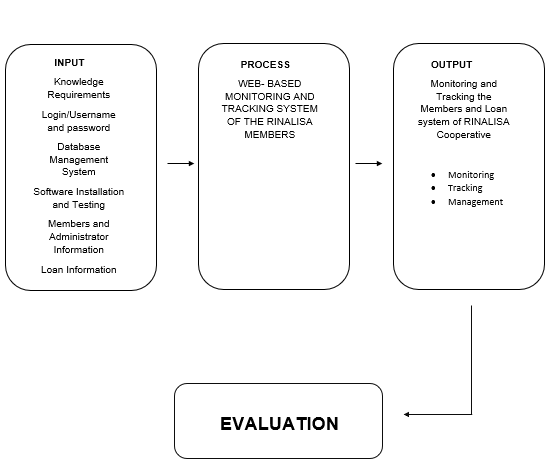 INPUT
Knowledge
Requirements
Login/Username
and password
Database
Management
System
Software Installation
and Testing
Members and
Administrator
Information
Loan Information
PROCESS
WEB- BASED
MONITORING AND
TRACKING SYSTEM
OF THE RINALISA
MEMBERS
OUTPUT
Monitoring and
Tracking the
Members and Loan
system of RINALISA
Cooperative
• Monitoring
• Tracking
• Management
EVALUATION